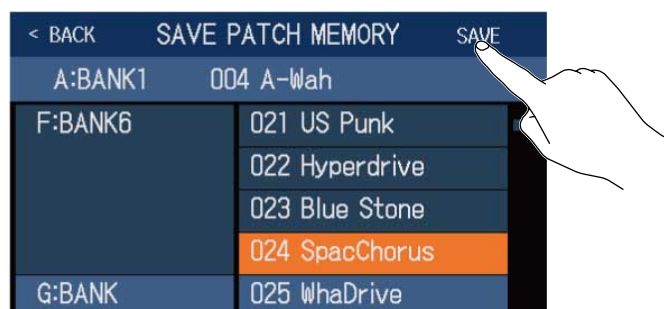 < BACK SAVE PATCH MEMORY SAVE
A:BANK1 004 A-Wah
F:BANK6 021 US Punk
022 Hyperdrive
023 Blue Stone
024 SpacChorus
G:BANK 025 WhaDrive